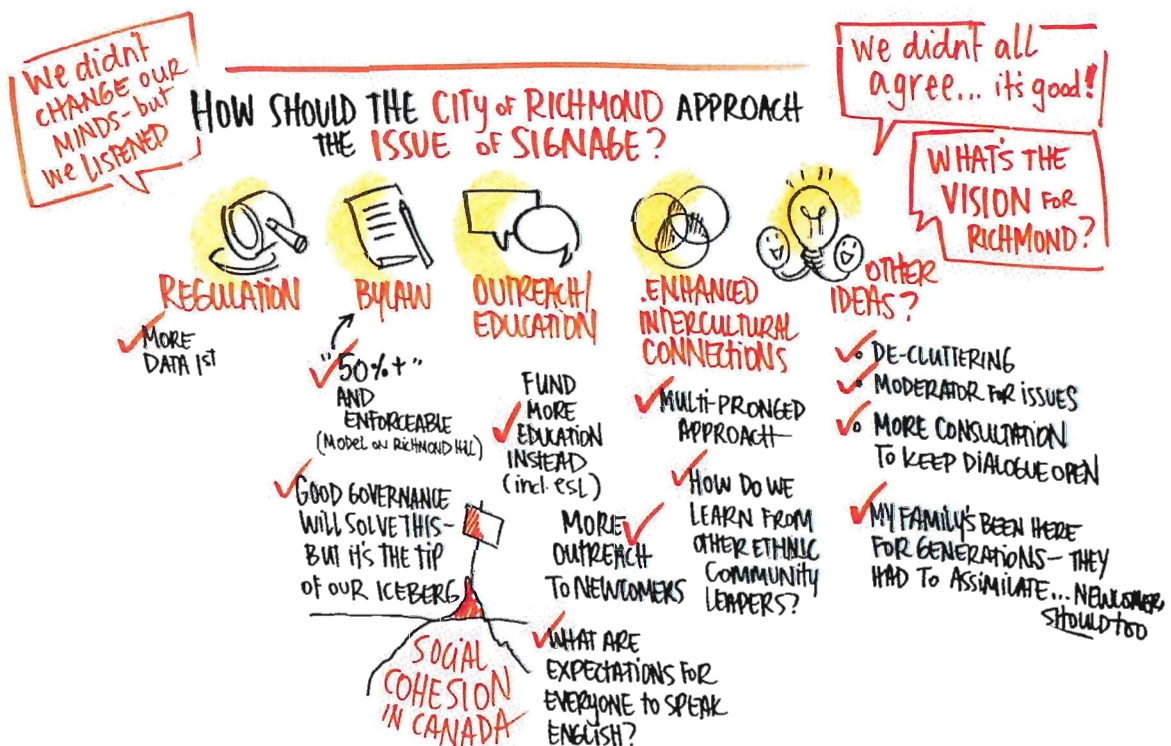 We didn't
CHANGE OUR
MINDS-but
we LISTENED
HOW SHOULD THE CITY of RICHMOND APPROACH
THE ISSUE of SIGNAGE?
We didn't all
agree... it's good!
WHAT'S THE
VISION FOR
RICHMOND?
REGULATION
MORE
DATA 1st
BYLAW
"50%+"
AND
ENFORCEABLE
(MODEL ON RICHMOND HILL)
GOOD GOVERNANCE
WILL SOLVE THIS-
BUT it's THE TIP
OF OUR ICEBERG
SOCIAL
COHESION
IN CANADA
OUTREACH/
EDUCATION
FUND
MORE
EDUCATION
INSTEAD
(incl. ESL)
MORE
OUTREACH
TO NEWCOMERS
WHAT ARE
EXPECTATIONS FOR
EVERYONE TO SPEAK
ENGLISH?
.ENHANCED
INTERCULTURAL
CONNECTIONS
MULTI-PRONGED
APPROACH
HOW DO WE
LEARN FROM
OTHER ETHNIC
COMMUNITY
LEADERS?
OTHER
IDEAS?
• DE-CLUTTERING
• MODERATOR FOR ISSUES
• MORE CONSULTATION
TO KEEP DIALOGUE OPEN
MY FAMILY'S BEEN HERE
FOR GENERATIONS - THEY
HAD TO ASSIMILATE... NEWCOMER
SHOULD TOO